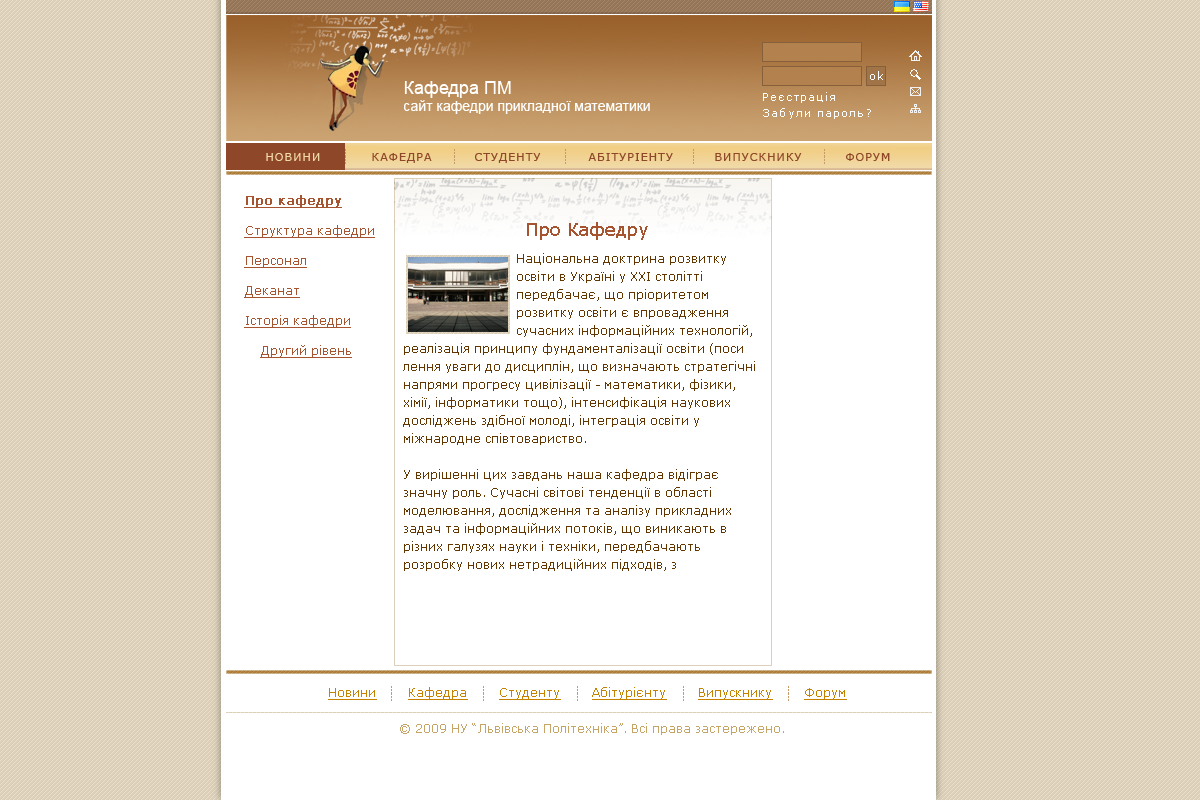 Кафедра ПМ
сайт кафедри прикладної математики
ok
Реєстрація
Забули пароль?
НОВИНИ
КАФЕДРА
СТУДЕНТУ
АБІТУРІЄНТУ
ВИПУСКНИКУ
ФОРУМ
Про кафедру
Структура кафедри
Персонал
Деканат
Історія кафедри
Другий рівень
Про Кафедру
Національна доктрина розвитку
освіти в Україні у XXI столітті
передбачає, що пріоритетом
розвитку освіти є впровадження
сучасних інформаційних технологій,
реалізація принципу фундаменталізації освіти (поси
лення уваги до дисциплін, що визначають стратегічні
напрями прогресу цивілізації - математики, фізики,
хімії, інформатики тощо), інтенсифікація наукових
досліджень здібної молоді, інтеграція освіти у
міжнародне співтовариство.
У вирішенні цих завдань наша кафедра відіграє
значну роль. Сучасні світові тенденції в області
моделювання, дослідження та аналізу прикладних
задач та інформаційних потоків, що виникають в
різних галузях науки і техніки, передбачають
розробку нових нетрадиційних підходів, з
Новини
Кафедра
Студенту
Абітурієнту
Випускнику
Форум
© 2009 НУ “Львівська Політехніка”. Всі права застережено.